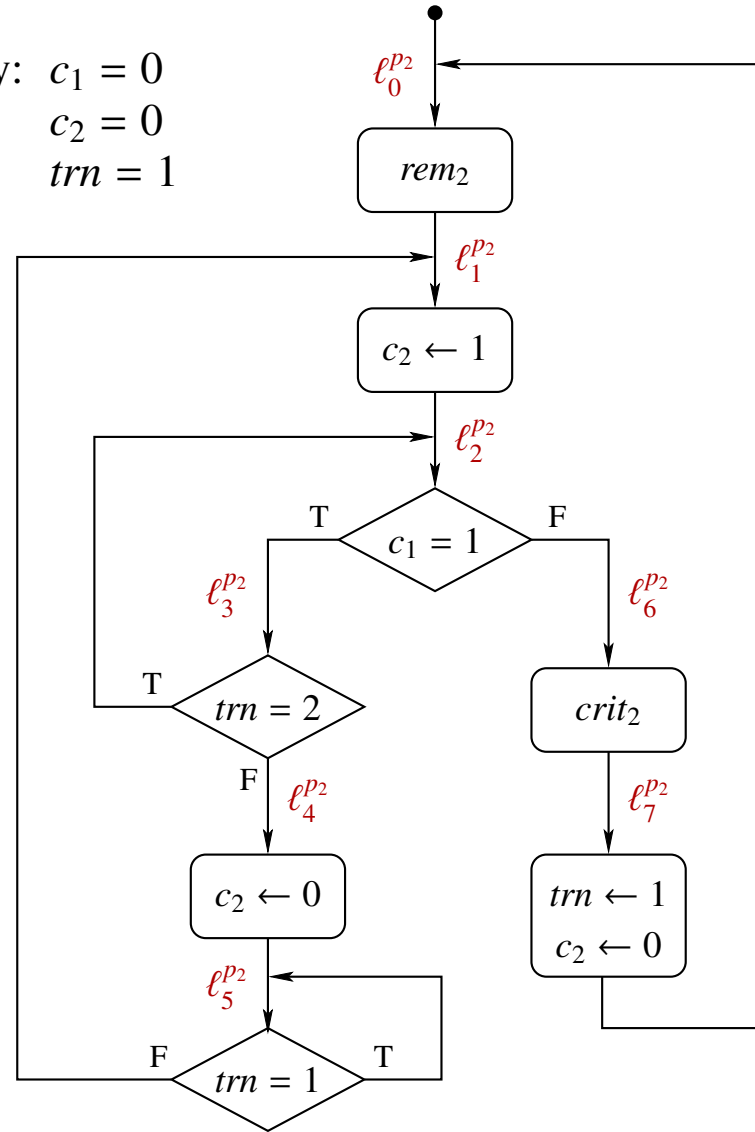 y: c₁ = 0
c₂ = 0
trn = 1
ℓ₀^{p₂}
rem₂
ℓ₁^{p₂}
c₂ ← 1
ℓ₂^{p₂}
T
F
c₁ = 1
ℓ₃^{p₂}
ℓ₆^{p₂}
T
trn = 2
crit₂
F
ℓ₄^{p₂}
ℓ₇^{p₂}
c₂ ← 0
trn ← 1
c₂ ← 0
ℓ₅^{p₂}
F
T
trn = 1